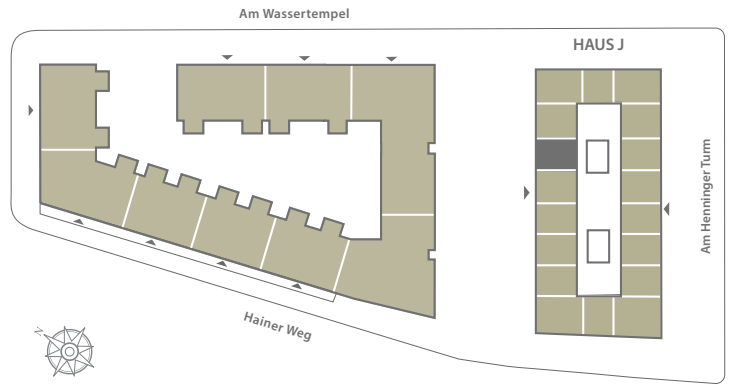 Am Wassertempel
HAUS J
Am Henninger Turm
Hainer Weg
N